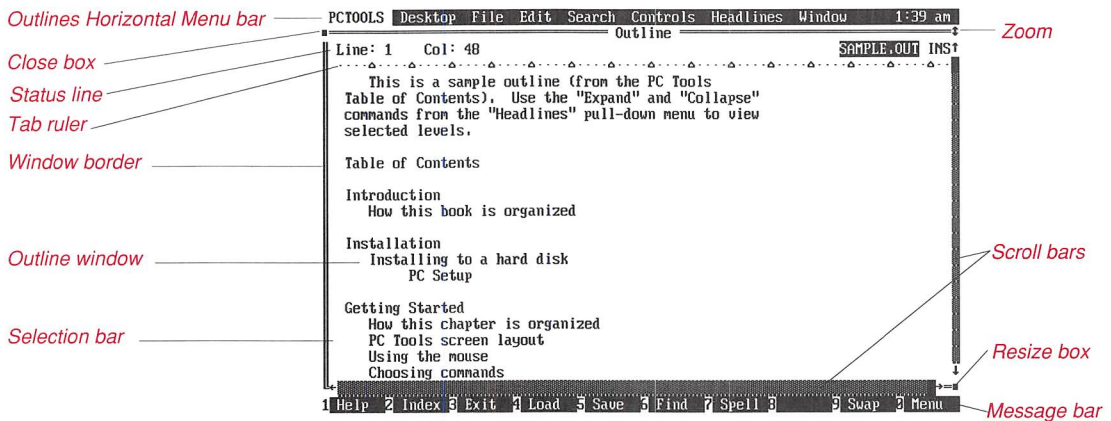 Outlines Horizontal Menu bar
PCTOOLS Desktop File Edit Search Controls Headlines Window 1:39 am
Outline
Zoom
Close box
Line: 1 Col: 48 SAMPLE.OUT INS
Status line
Tab ruler
This is a sample outline (from the PC Tools
Table of Contents). Use the "Expand" and "Collapse"
commands from the "Headlines" pull-down menu to view
selected levels.
Window border
Table of Contents
Introduction
How this book is organized
Installation
Outline window
Installing to a hard disk
Scroll bars
PC Setup
Getting Started
How this chapter is organized
Selection bar
PC Tools screen layout
Using the mouse
Resize box
Choosing commands
1 Help 2 Index 3 Exit 4 Load 5 Save 6 Find 7 Spell 8 9 Swap 0 Menu
Message bar